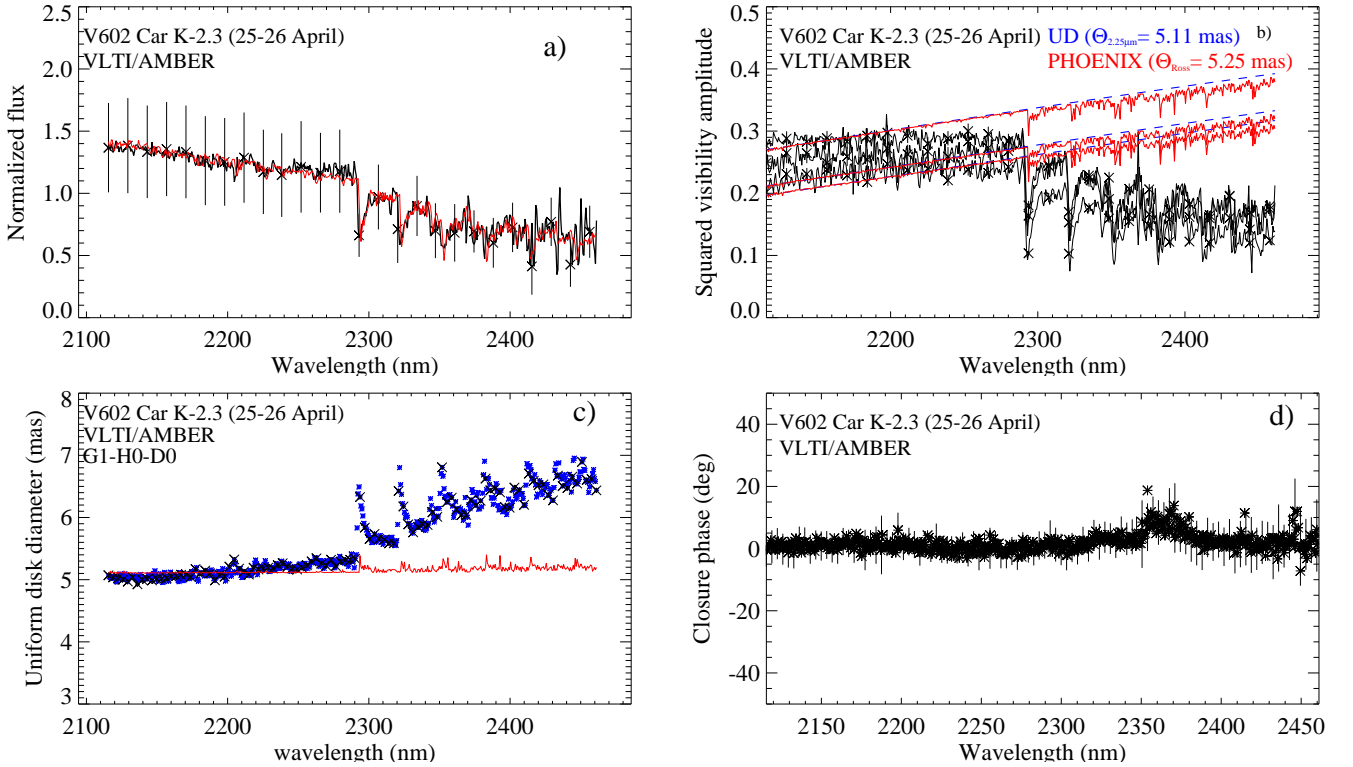 V602 Car K-2.3 (25-26 April)
VLTI/AMBER
a)
Normalized flux
2.5
2.0
1.5
1.0
0.5
0.0
2100 2200 2300 2400
Wavelength (nm)
V602 Car K-2.3 (25-26 April) UD (Θ2.25μm= 5.11 mas) b)
VLTI/AMBER PHOENIX (ΘRoss= 5.25 mas)
Squared visibility amplitude
0.5
0.4
0.3
0.2
0.1
0.0
2200 2300 2400
Wavelength (nm)
V602 Car K-2.3 (25-26 April)
VLTI/AMBER
G1-H0-D0
c)
Uniform disk diameter (mas)
8
7
6
5
4
3
2100 2200 2300 2400
wavelength (nm)
V602 Car K-2.3 (25-26 April)
VLTI/AMBER
d)
Closure phase (deg)
40
20
0
-20
-40
2150 2200 2250 2300 2350 2400 2450
Wavelength (nm)